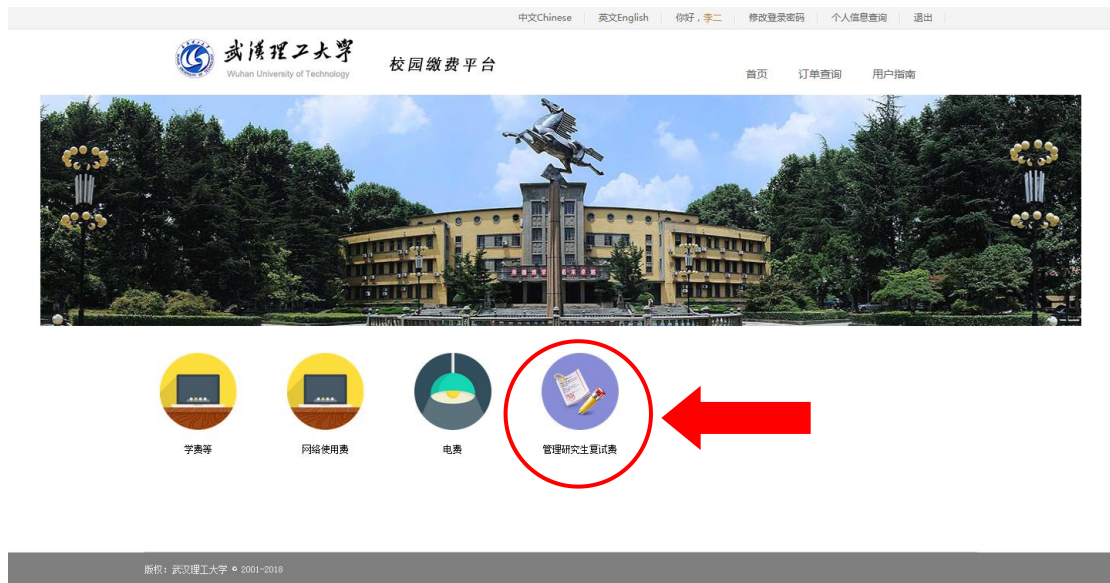 中文Chinese 英文English 你好，李二 修改登录密码 个人信息查询 退出
武汉理工大学
Wuhan University of Technology
校园缴费平台
首页 订单查询 用户指南
学费等 网络使用费 电费 管理研究生复试费
版权：武汉理工大学 © 2001-2018